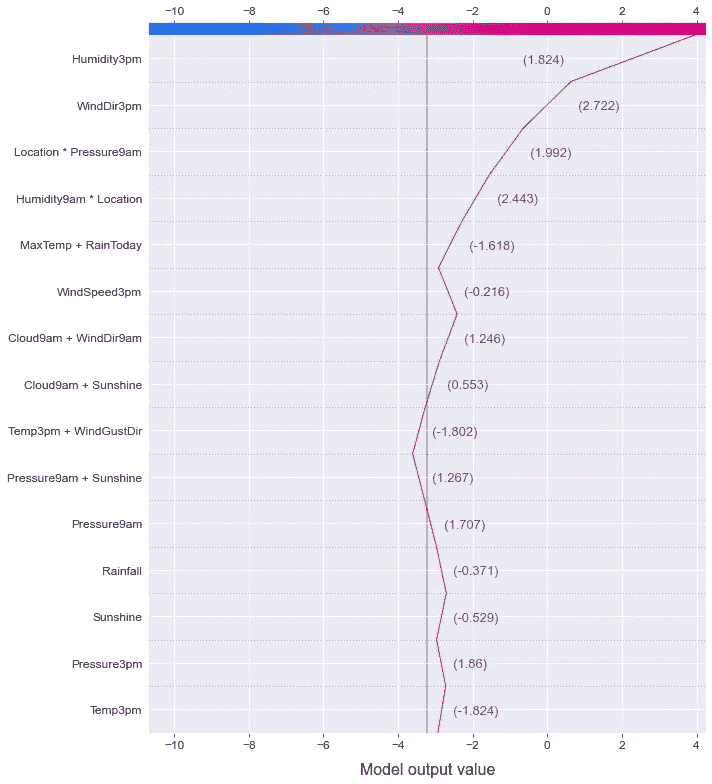 −10 −8 −6 −4 −2 0 2 4
Humidity3pm (1.824)
WindDir3pm (2.722)
Location * Pressure9am (1.992)
Humidity9am * Location (2.443)
MaxTemp + RainToday (-1.618)
WindSpeed3pm (-0.216)
Cloud9am + WindDir9am (1.246)
Cloud9am + Sunshine (0.553)
Temp3pm + WindGustDir (-1.802)
Pressure9am + Sunshine (1.267)
Pressure9am (1.707)
Rainfall (-0.371)
Sunshine (-0.529)
Pressure3pm (1.86)
Temp3pm (-1.824)
−10 −8 −6 −4 −2 0 2 4
Model output value